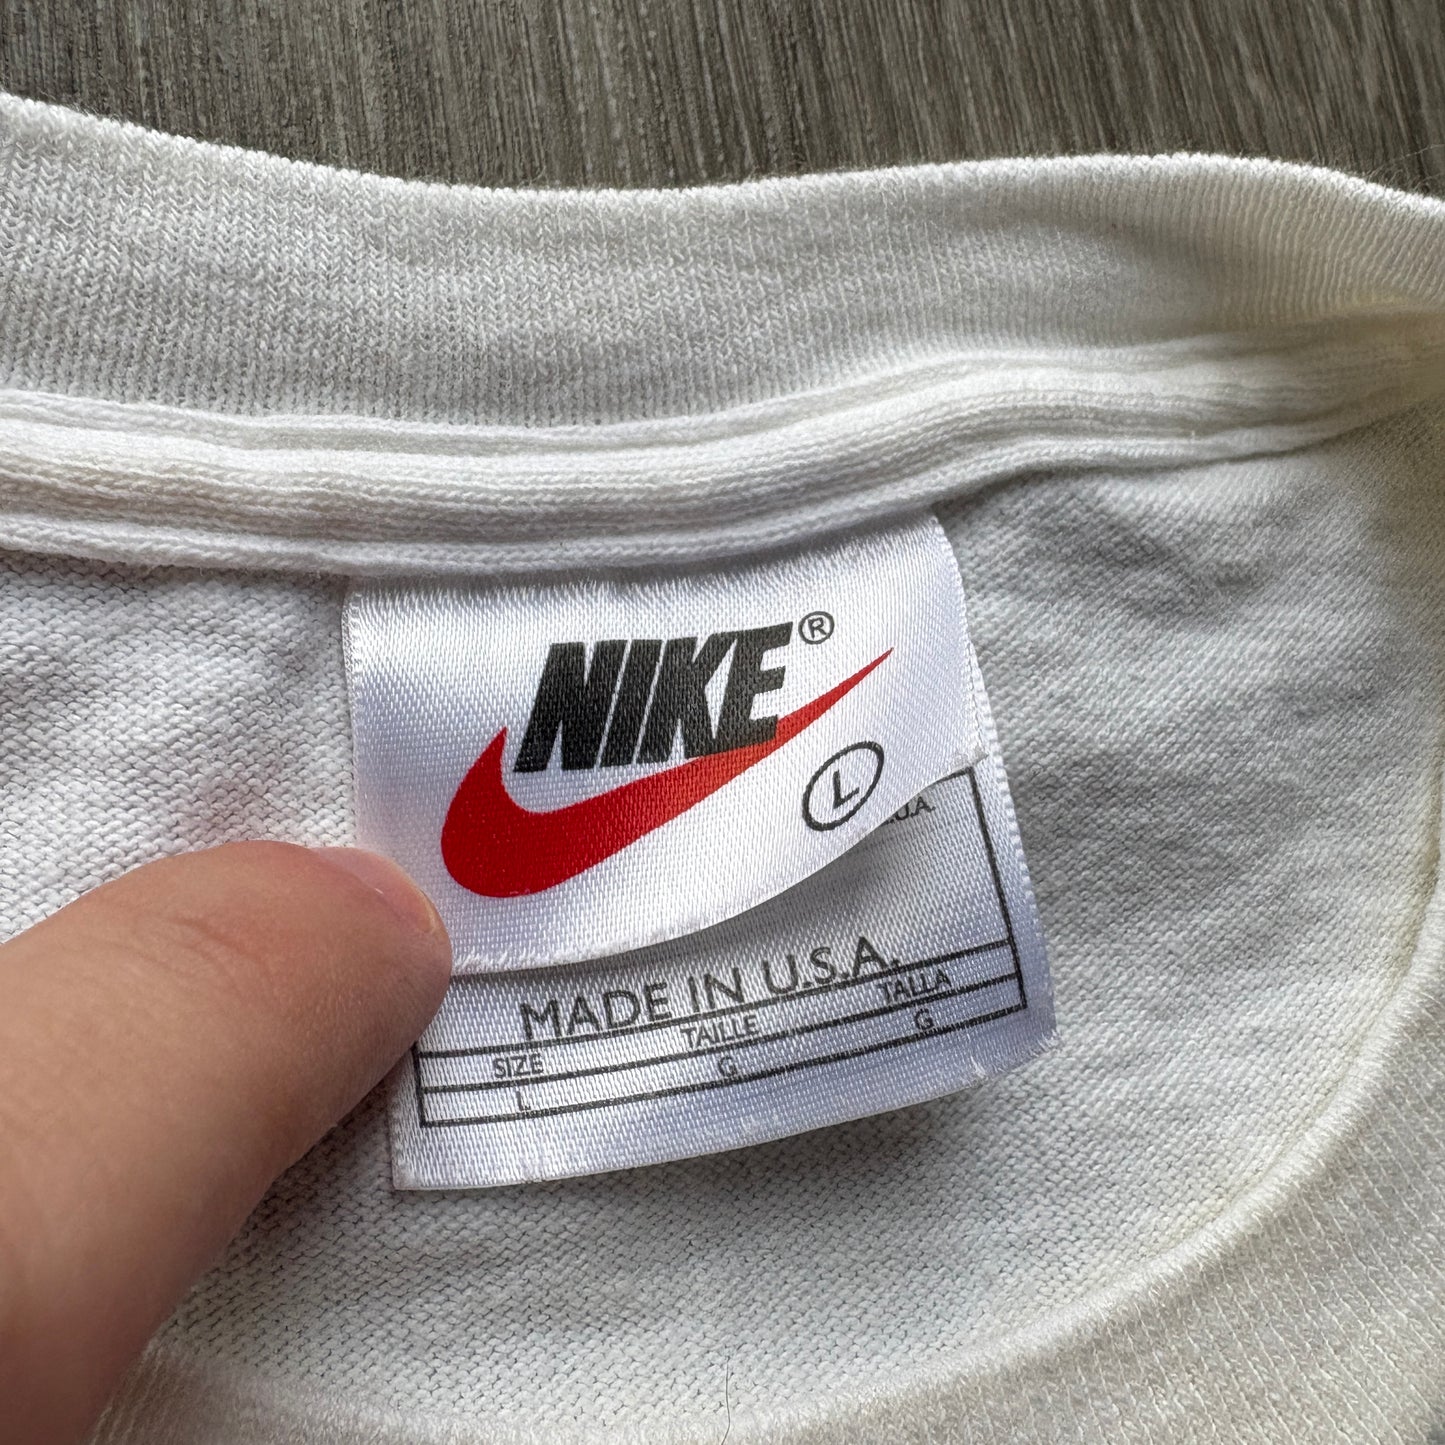 NIKE®
L
U.A.
MADE IN U.S.A.
SIZE TAILLE TALLA
L G G